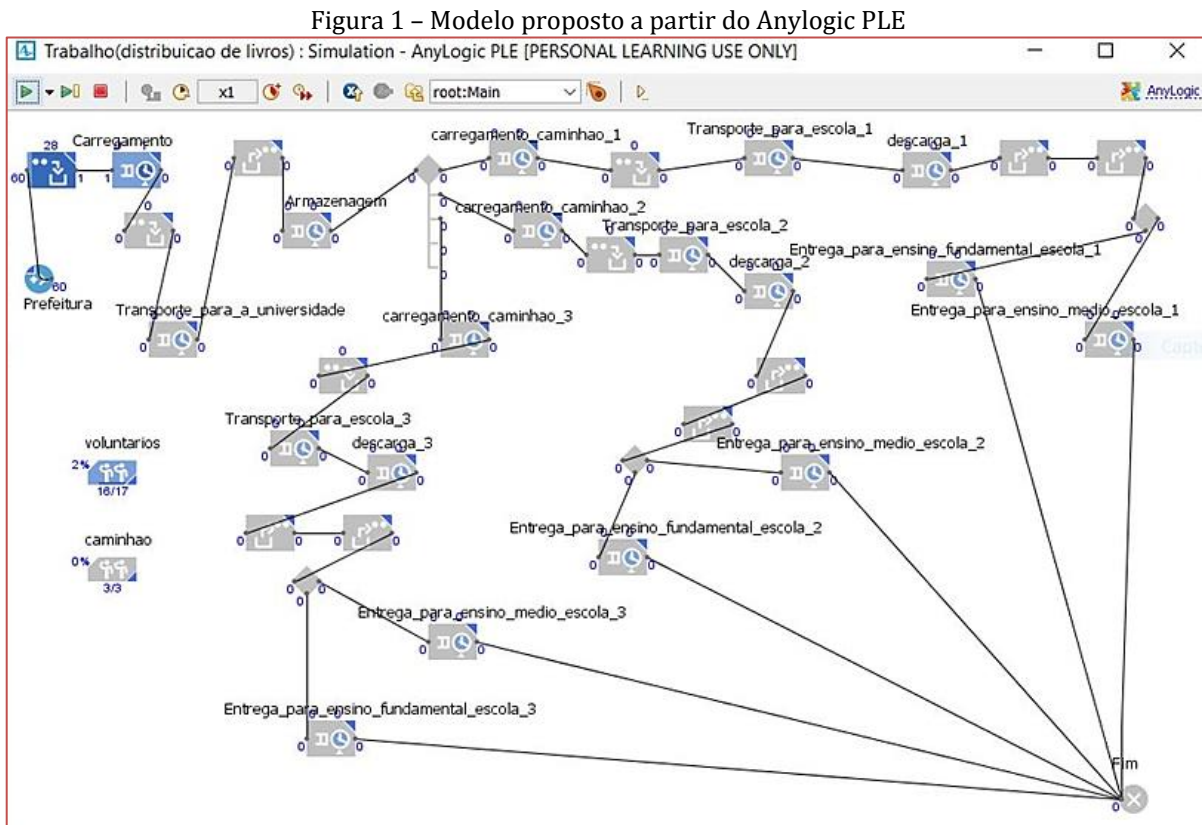 Figura 1 – Modelo proposto a partir do Anylogic PLE
Trabalho(distribuicao de livros) : Simulation - AnyLogic PLE [PERSONAL LEARNING USE ONLY]
x1
root:Main
AnyLogic
28
Carregamento
60
1
1
0
Prefeitura
60
Transporte_para_a_universidade
Armazenagem
carregamento_caminhao_1
Transporte_para_escola_1
descarga_1
carregamento_caminhao_2
Transporte_para_escola_2
descarga_2
Entrega_para_ensino_fundamental_escola_1
Entrega_para_ensino_medio_escola_1
carregamento_caminhao_3
Transporte_para_escola_3
descarga_3
voluntarios
2%
16/17
caminhao
0%
3/3
Entrega_para_ensino_medio_escola_2
Entrega_para_ensino_fundamental_escola_2
Entrega_para_ensino_medio_escola_3
Entrega_para_ensino_fundamental_escola_3
Fim
0